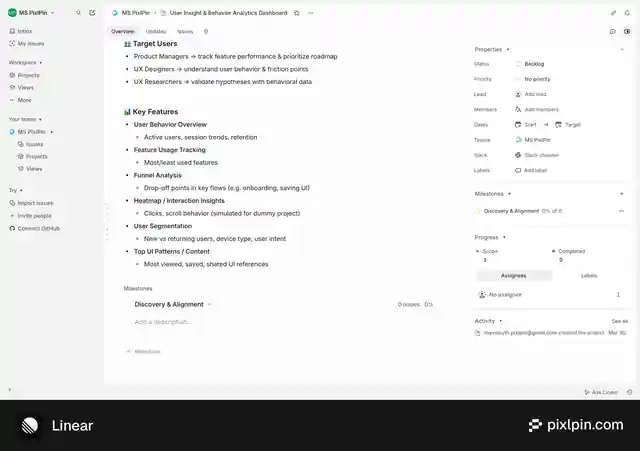 MS PixlPin
Inbox
My issues
Workspace
Projects
Views
More
Your teams
MS PixlPin
Issues
Projects
Views
Try
Import issues
Invite people
Connect GitHub
MS PixlPin
User Insight & Behavior Analytics Dashboard
Overview
Updates
Issues
Target Users
Product Managers → track feature performance & prioritize roadmap
UX Designers → understand user behavior & friction points
UX Researchers → validate hypotheses with behavioral data
Key Features
User Behavior Overview
Active users, session trends, retention
Feature Usage Tracking
Most/least used features
Funnel Analysis
Drop-off points in key flows (e.g. onboarding, saving UI)
Heatmap / Interaction Insights
Clicks, scroll behavior (simulated for dummy project)
User Segmentation
New vs returning users, device type, user intent
Top UI Patterns / Content
Most viewed, saved, shared UI references
Milestones
Discovery & Alignment
0 issues 0%
Add a description...
Milestone
Properties
Status Backlog
Priority No priority
Lead Add lead
Members Add members
Dates Start → Target
Teams MS PixlPin
Slack Slack channel
Labels Add label
Milestones
Discovery & Alignment 0% of 0
Progress
Scope
1
Completed
0
Assignees
Labels
No assignee 1
Activity
See all
created the project Mar 30
Ask Linear
Linear
pixlpin.com